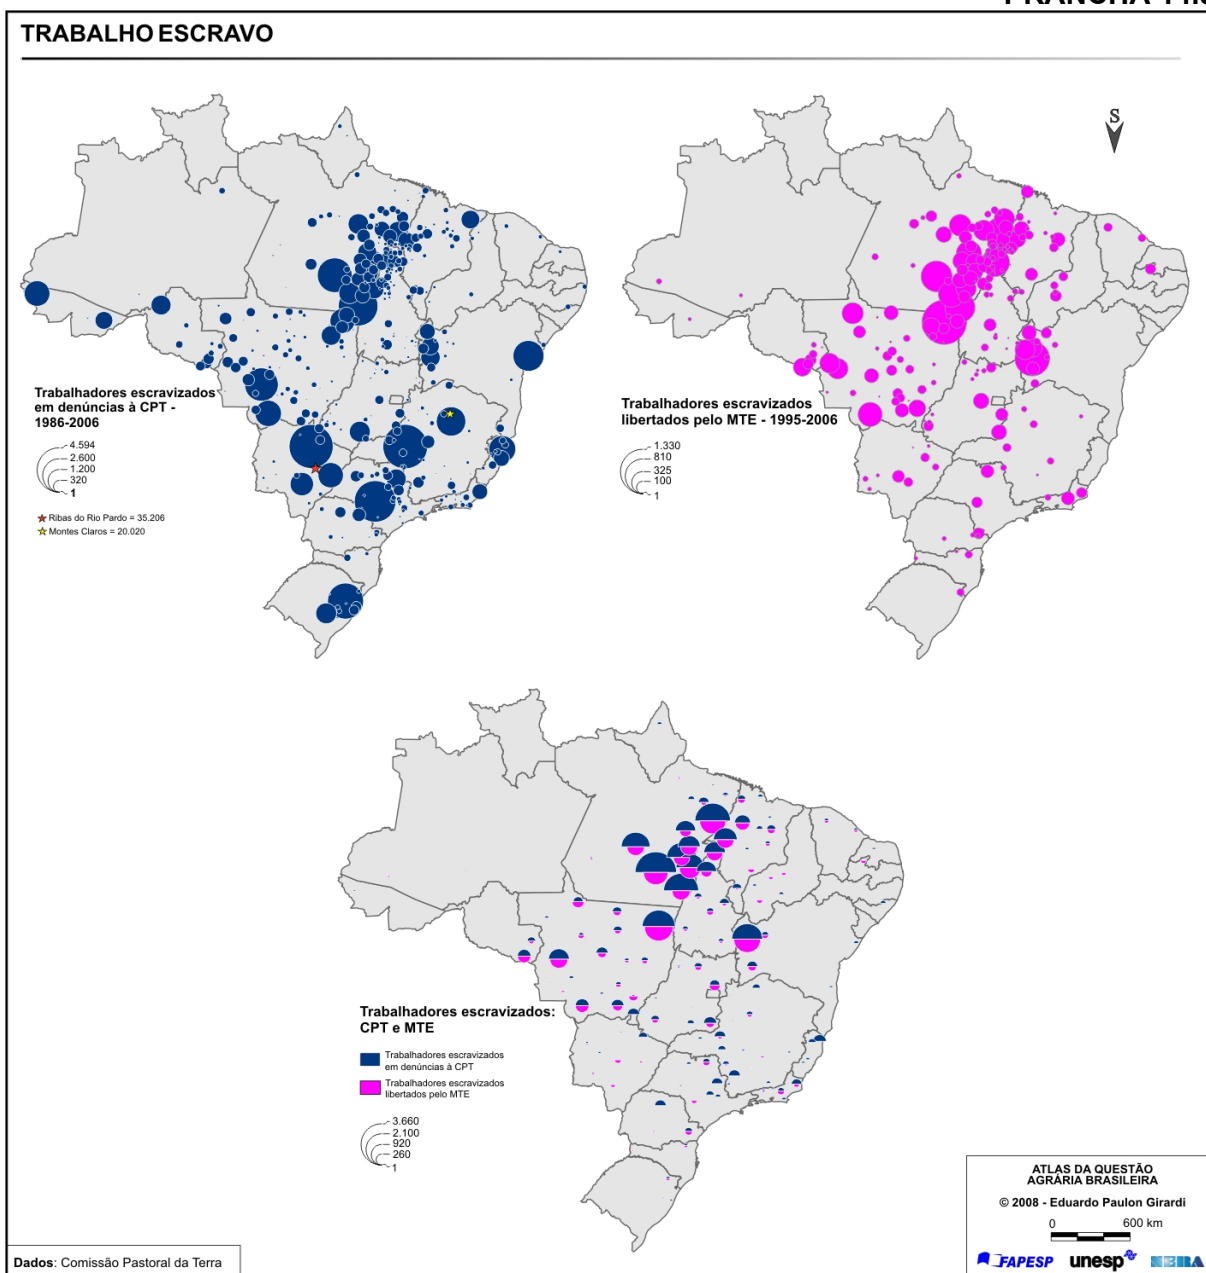 TRABALHO ESCRAVO
S
Trabalhadores escravizados
em denúncias à CPT -
1986-2006
4.594
2.600
1.200
320
1
Ribas do Rio Pardo = 35.206
Montes Claros = 20.020
Trabalhadores escravizados
libertados pelo MTE - 1995-2006
1.330
810
325
100
1
Trabalhadores escravizados:
CPT e MTE
Trabalhadores escravizados
em denúncias à CPT
Trabalhadores escravizados
libertados pelo MTE
3.660
2.100
920
260
1
ATLAS DA QUESTÃO
AGRÁRIA BRASILEIRA
© 2008 - Eduardo Paulon Girardi
0 600 km
FAPESP unesp NERA
Dados: Comissão Pastoral da Terra